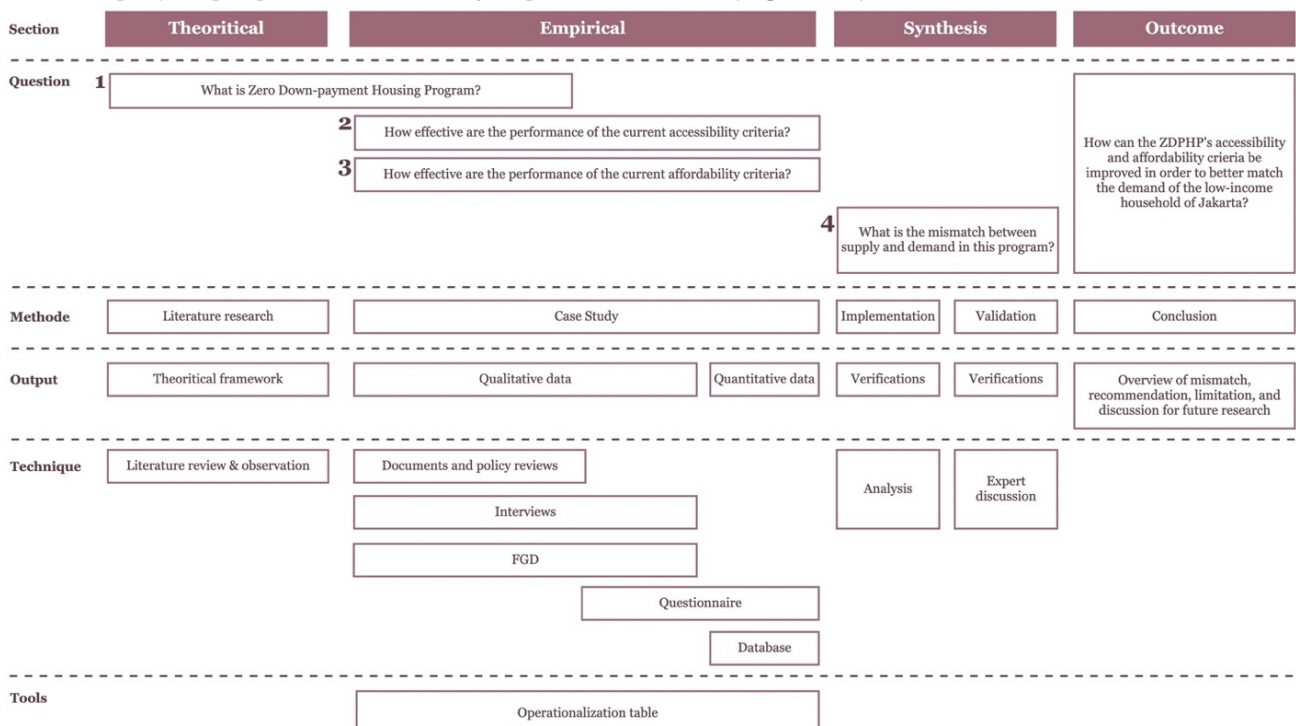 Section
Theoritical
Empirical
Synthesis
Outcome
Question
1
What is Zero Down-payment Housing Program?
2
How effective are the performance of the current accessibility criteria?
3
How effective are the performance of the current affordability criteria?
4
What is the mismatch between
supply and demand in this program?
How can the ZDPHP's accessibility
and affordability crieria be
improved in order to better match
the demand of the low-income
household of Jakarta?
Methode
Literature research
Case Study
Implementation
Validation
Conclusion
Output
Theoritical framework
Qualitative data
Quantitative data
Verifications
Verifications
Overview of mismatch,
recommendation, limitation, and
discussion for future research
Technique
Literature review & observation
Documents and policy reviews
Interviews
FGD
Questionnaire
Database
Analysis
Expert
discussion
Tools
Operationalization table